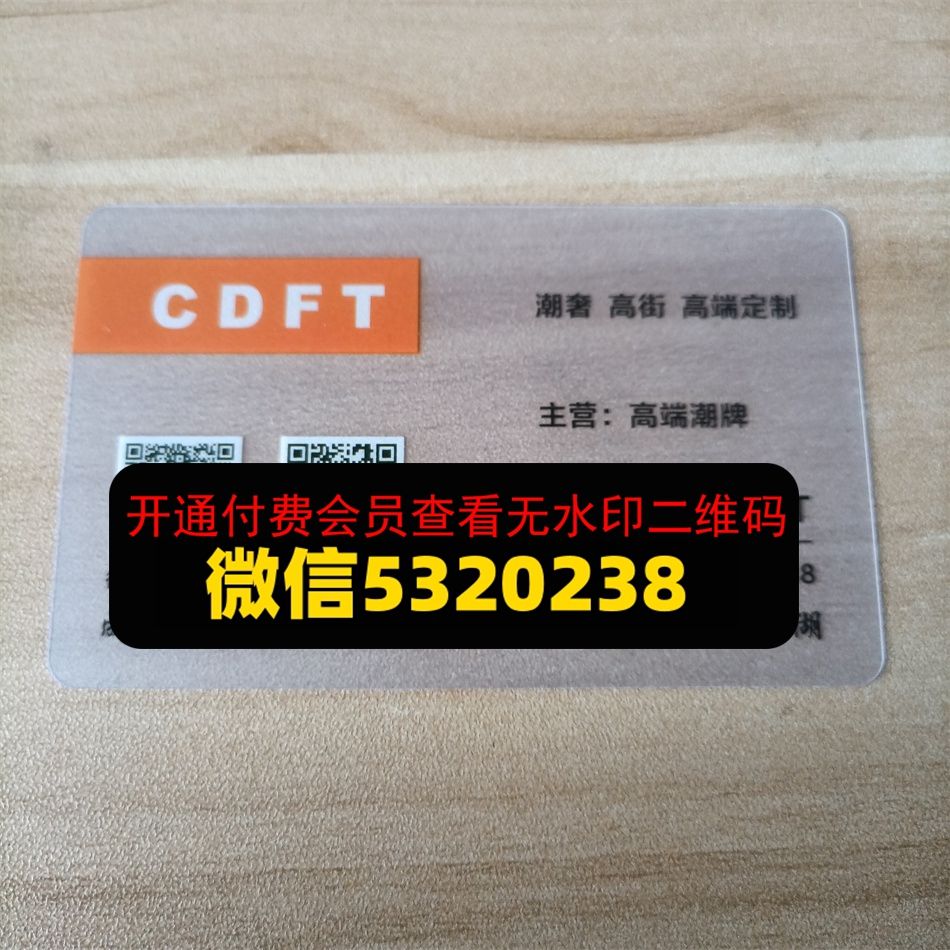 CDFT
潮奢 高街 高端定制
主营：高端潮牌
开通付费会员查看无水印二维码
微信5320238
T
8
湖